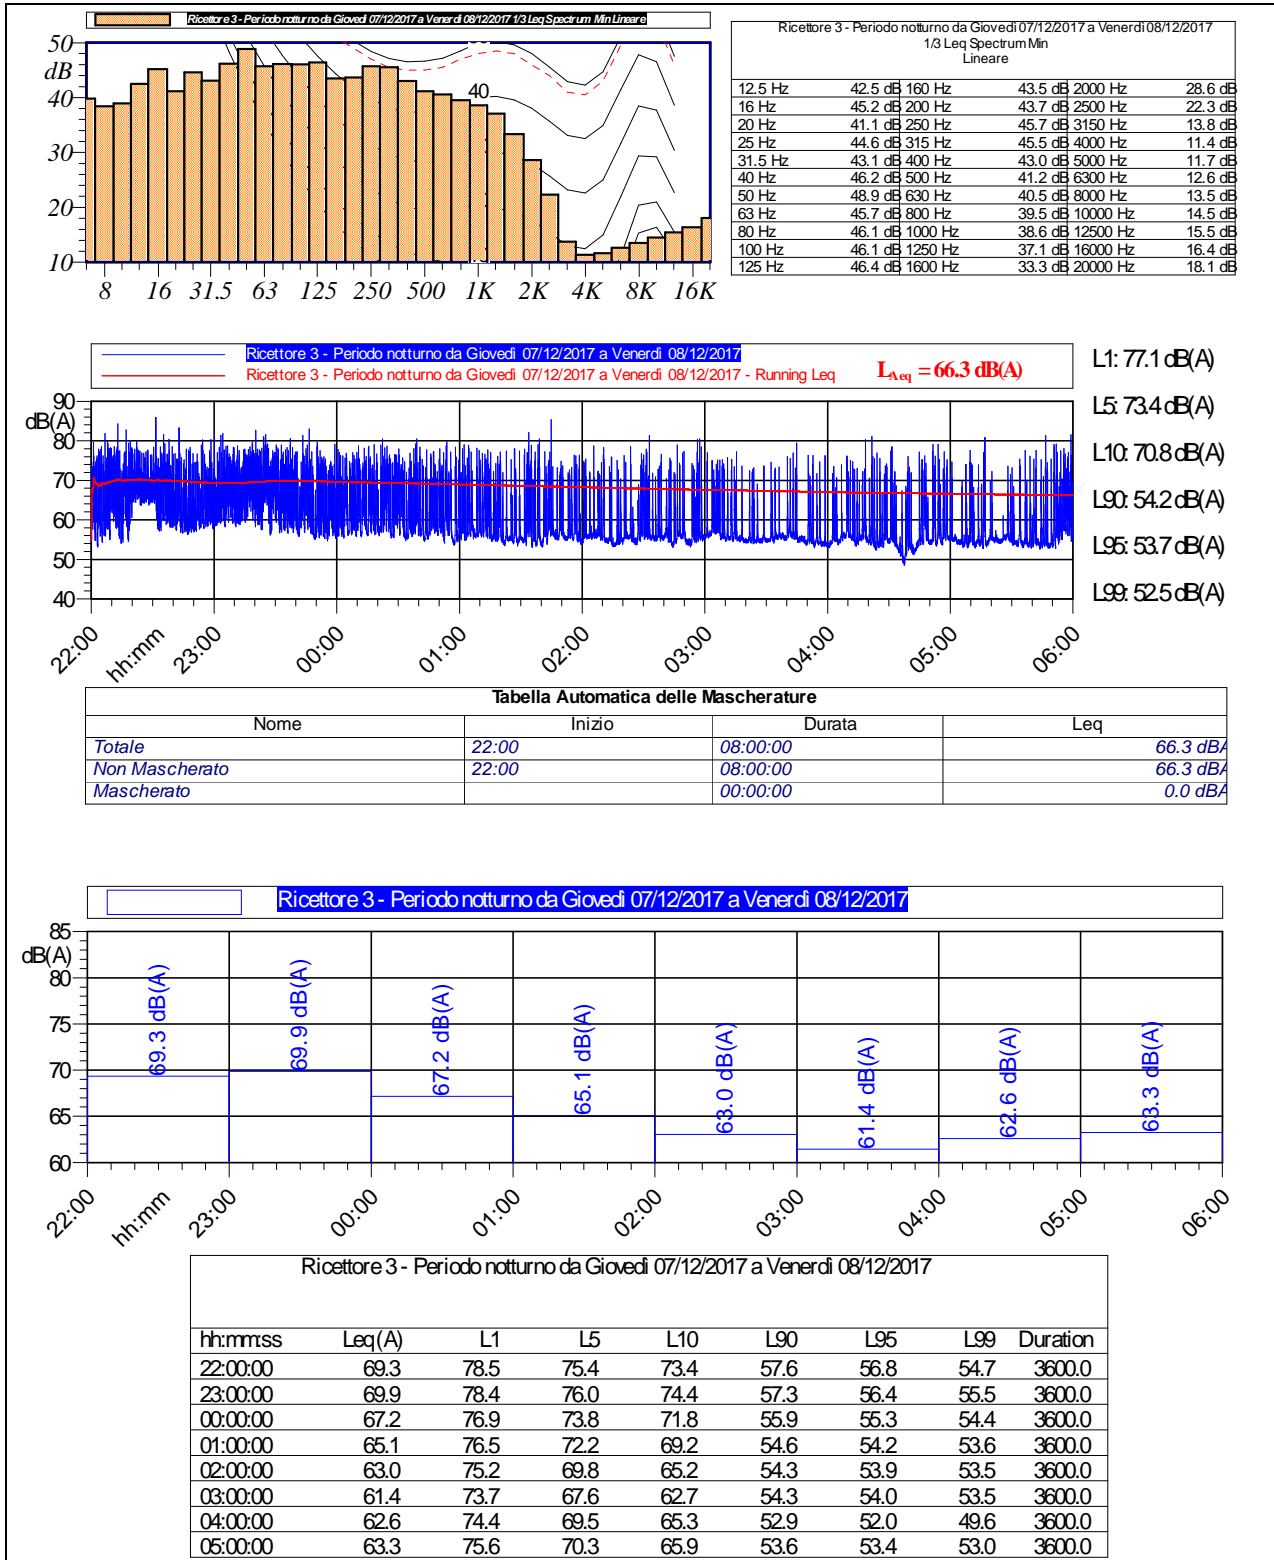 Ricettore 3 - Periodo notturno da Giovedì 07/12/2017 a Venerdì 08/12/2017 1/3 Leq Spectrum Min Lineare
50
dB
40
30
20
10
40
8 16 31.5 63 125 250 500 1K 2K 4K 8K 16K
Ricettore 3 - Periodo notturno da Giovedì 07/12/2017 a Venerdì 08/12/2017
1/3 Leq Spectrum Min
Lineare
12.5 Hz 42.5 dB 160 Hz 43.5 dB 2000 Hz 28.6 dB
16 Hz 45.2 dB 200 Hz 43.7 dB 2500 Hz 22.3 dB
20 Hz 41.1 dB 250 Hz 45.7 dB 3150 Hz 13.8 dB
25 Hz 44.6 dB 315 Hz 45.5 dB 4000 Hz 11.4 dB
31.5 Hz 43.1 dB 400 Hz 43.0 dB 5000 Hz 11.7 dB
40 Hz 46.2 dB 500 Hz 41.2 dB 6300 Hz 12.6 dB
50 Hz 48.9 dB 630 Hz 40.5 dB 8000 Hz 13.5 dB
63 Hz 45.7 dB 800 Hz 39.5 dB 10000 Hz 14.5 dB
80 Hz 46.1 dB 1000 Hz 38.6 dB 12500 Hz 15.5 dB
100 Hz 46.1 dB 1250 Hz 37.1 dB 16000 Hz 16.4 dB
125 Hz 46.4 dB 1600 Hz 33.3 dB 20000 Hz 18.1 dB
Ricettore 3 - Periodo notturno da Giovedì 07/12/2017 a Venerdì 08/12/2017
Ricettore 3 - Periodo notturno da Giovedì 07/12/2017 a Venerdì 08/12/2017 - Running Leq
LAeq = 66.3 dB(A)
L1: 77.1 dB(A)
L5: 73.4 dB(A)
L10: 70.8 dB(A)
L90: 54.2 dB(A)
L95: 53.7 dB(A)
L99: 52.5 dB(A)
90
dB(A)
80
70
60
50
40
22:00 hh:mm 23:00 00:00 01:00 02:00 03:00 04:00 05:00 06:00
Tabella Automatica delle Mascherature
Nome Inizio Durata Leq
Totale 22:00 08:00:00 66.3 dBA
Non Mascherato 22:00 08:00:00 66.3 dBA
Mascherato 00:00:00 0.0 dBA
Ricettore 3 - Periodo notturno da Giovedì 07/12/2017 a Venerdì 08/12/2017
85
dB(A)
80
75
70
65
60
69.3 dB(A) 69.9 dB(A) 67.2 dB(A) 65.1 dB(A) 63.0 dB(A) 61.4 dB(A) 62.6 dB(A) 63.3 dB(A)
22:00 hh:mm 23:00 00:00 01:00 02:00 03:00 04:00 05:00 06:00
Ricettore 3 - Periodo notturno da Giovedì 07/12/2017 a Venerdì 08/12/2017
hh:mm:ss Leq(A) L1 L5 L10 L90 L95 L99 Duration
22:00:00 69.3 78.5 75.4 73.4 57.6 56.8 54.7 3600.0
23:00:00 69.9 78.4 76.0 74.4 57.3 56.4 55.5 3600.0
00:00:00 67.2 76.9 73.8 71.8 55.9 55.3 54.4 3600.0
01:00:00 65.1 76.5 72.2 69.2 54.6 54.2 53.6 3600.0
02:00:00 63.0 75.2 69.8 65.2 54.3 53.9 53.5 3600.0
03:00:00 61.4 73.7 67.6 62.7 54.3 54.0 53.5 3600.0
04:00:00 62.6 74.4 69.5 65.3 52.9 52.0 49.6 3600.0
05:00:00 63.3 75.6 70.3 65.9 53.6 53.4 53.0 3600.0